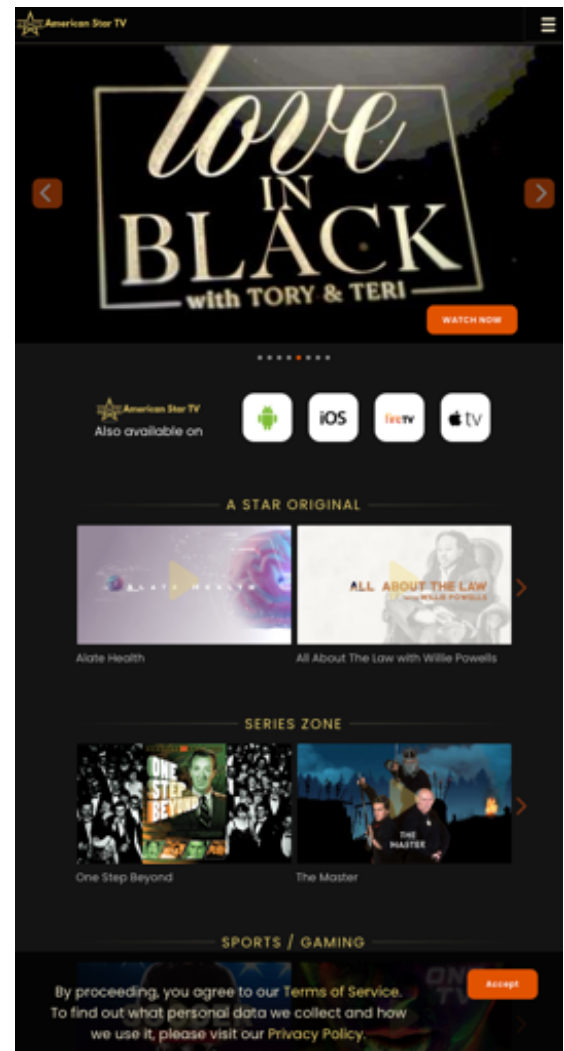 American Star TV
love
IN
BLACK
with TORY & TERI
WATCH NOW
American Star TV
Also available on
iOS
fireTV
tv
A STAR ORIGINAL
ALATE HEALTH
ALL ABOUT THE LAW
WILLIE POWELLS
Alate Health
All About The Law with Willie Powells
SERIES ZONE
ONE
STEP
BEYOND
THE
MASTER
One Step Beyond
The Master
SPORTS / GAMING
ON
TV
By proceeding, you agree to our Terms of Service.
To find out what personal data we collect and how
we use it, please visit our Privacy Policy.
Accept